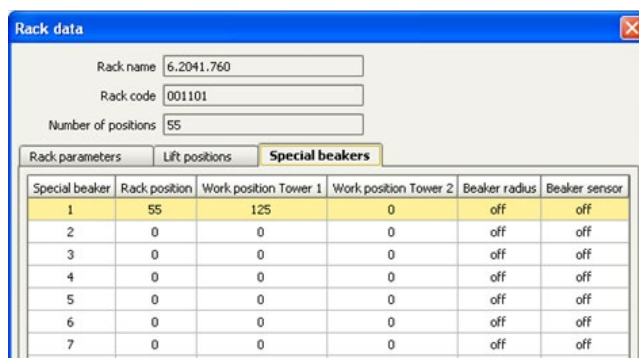 Rack data
Rack name 6.2041.760
Rack code 001101
Number of positions 55
Rack parameters Lift positions Special beakers
Special beaker Rack position Work position Tower 1 Work position Tower 2 Beaker radius Beaker sensor
1 55 125 0 off off
2 0 0 0 off off
3 0 0 0 off off
4 0 0 0 off off
5 0 0 0 off off
6 0 0 0 off off
7 0 0 0 off off